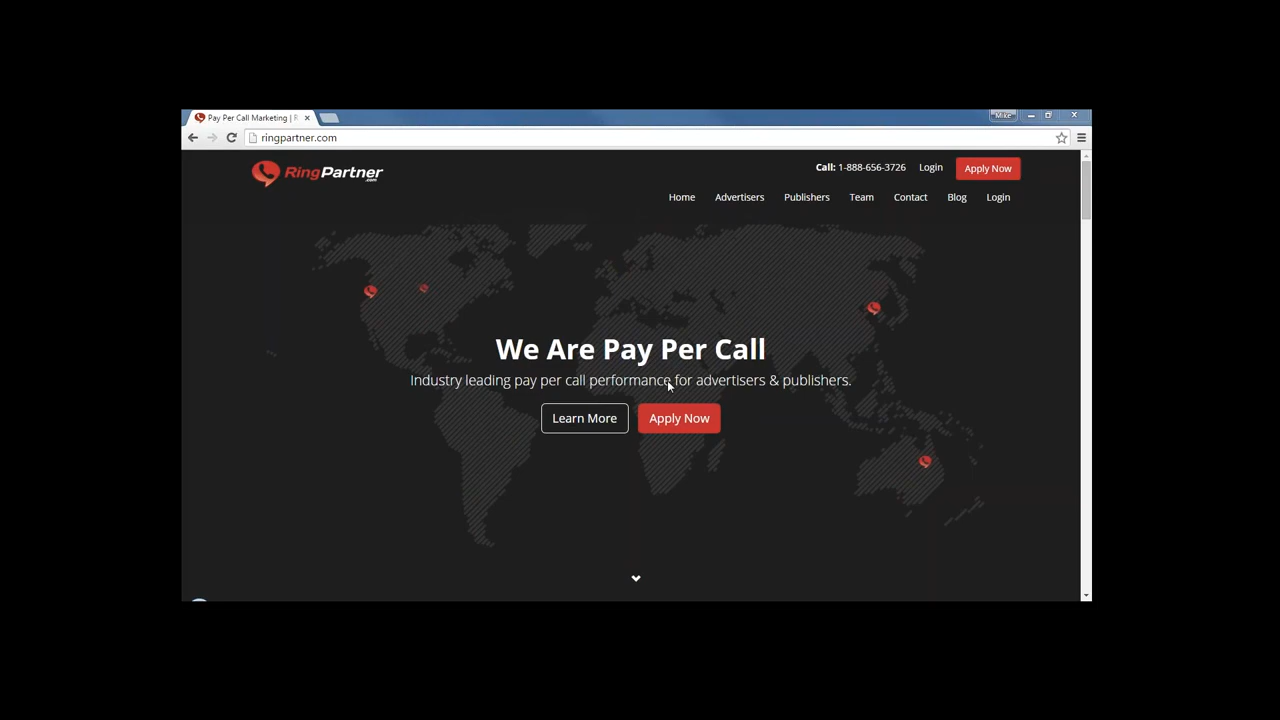 Pay Per Call Marketing | R
Mike
ringpartner.com
RingPartner
.com
Call: 1-888-656-3726 Login Apply Now
Home Advertisers Publishers Team Contact Blog Login
We Are Pay Per Call
Industry leading pay per call performance for advertisers & publishers.
Learn More Apply Now